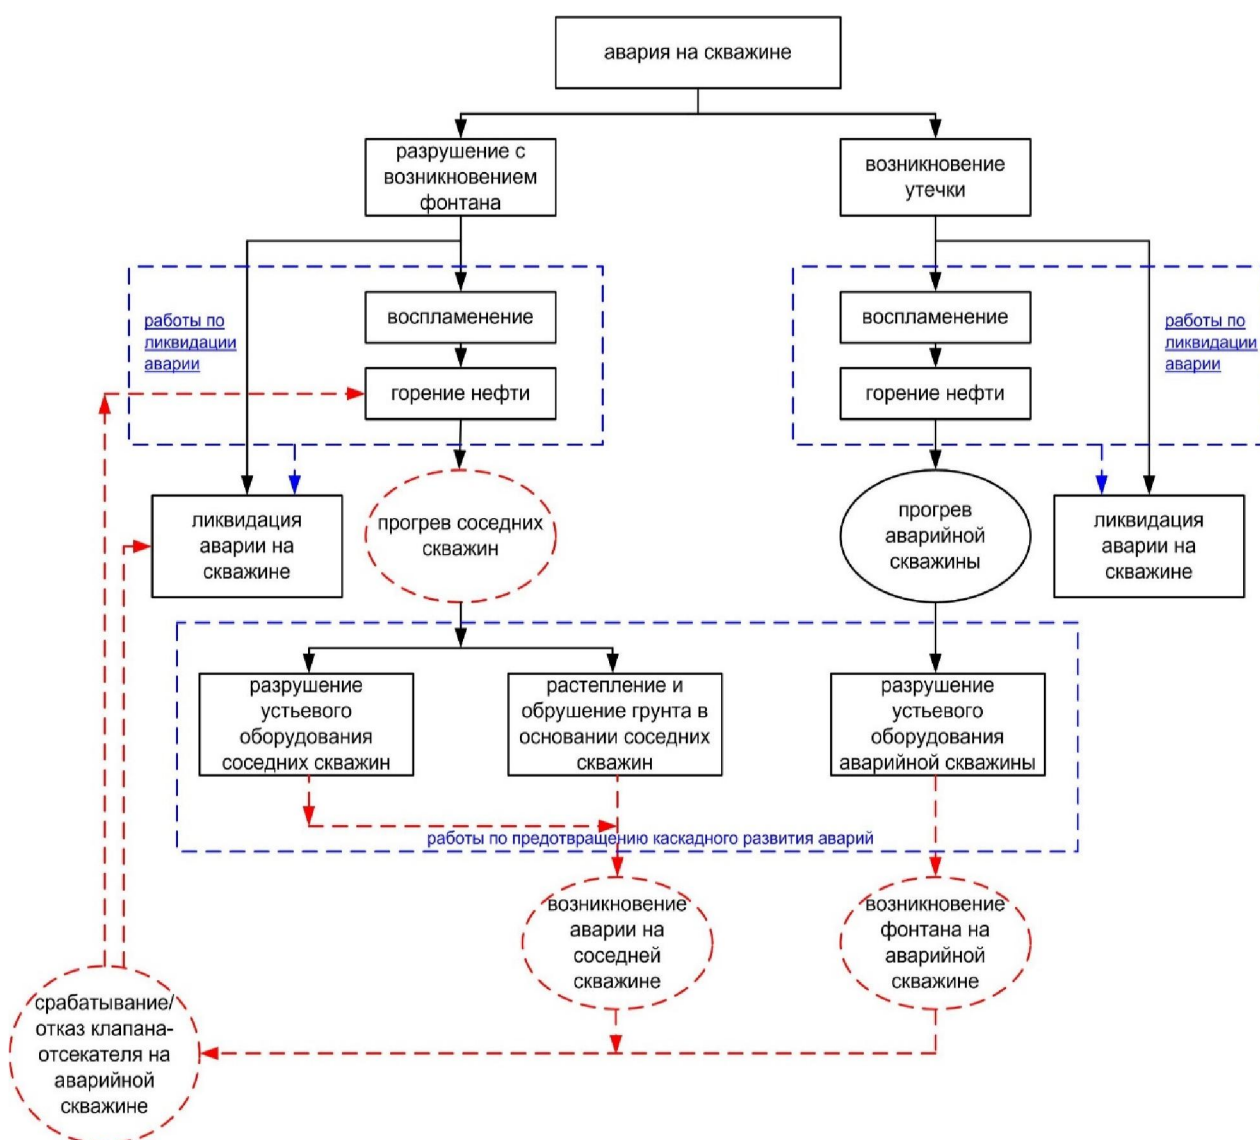 авария на скважине
разрушение с
возникновением
фонтана
возникновение
утечки
работы по
ликвидации
аварии
воспламенение
горение нефти
воспламенение
горение нефти
работы по
ликвидации
аварии
ликвидация
аварии на
скважине
прогрев соседних
скважин
прогрев
аварийной
скважины
ликвидация
аварии на
скважине
разрушение
устьевого
оборудования
соседних скважин
растепление и
обрушение грунта в
основании соседних
скважин
разрушение
устьевого
оборудования
аварийной скважины
работы по предотвращению каскадного развития аварий
возникновение
аварии на
соседней
скважине
возникновение
фонтана на
аварийной
скважине
срабатывание/
отказ клапана-
отсекателя на
аварийной
скважине